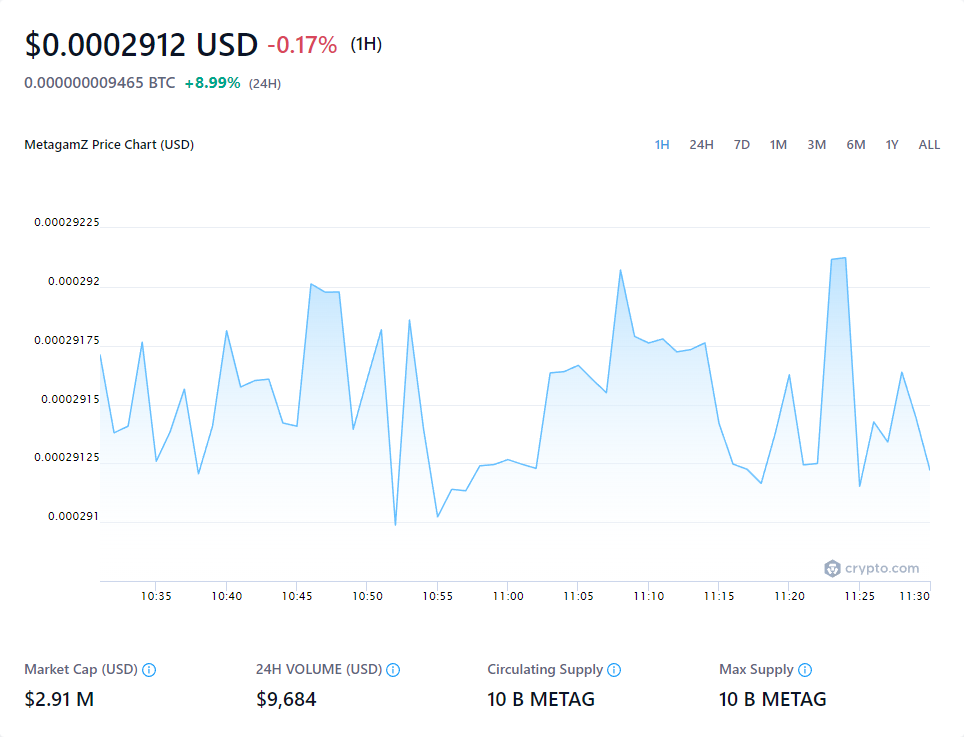 $0.0002912 USD -0.17% (1H)
0.000000009465 BTC +8.99% (24H)
MetagamZ Price Chart (USD)
1H 24H 7D 1M 3M 6M 1Y ALL
0.00029225
0.000292
0.00029175
0.0002915
0.00029125
0.000291
crypto.com
10:35 10:40 10:45 10:50 10:55 11:00 11:05 11:10 11:15 11:20 11:25 11:30
Market Cap (USD) 24H VOLUME (USD) Circulating Supply Max Supply
$2.91 M $9,684 10 B METAG 10 B METAG